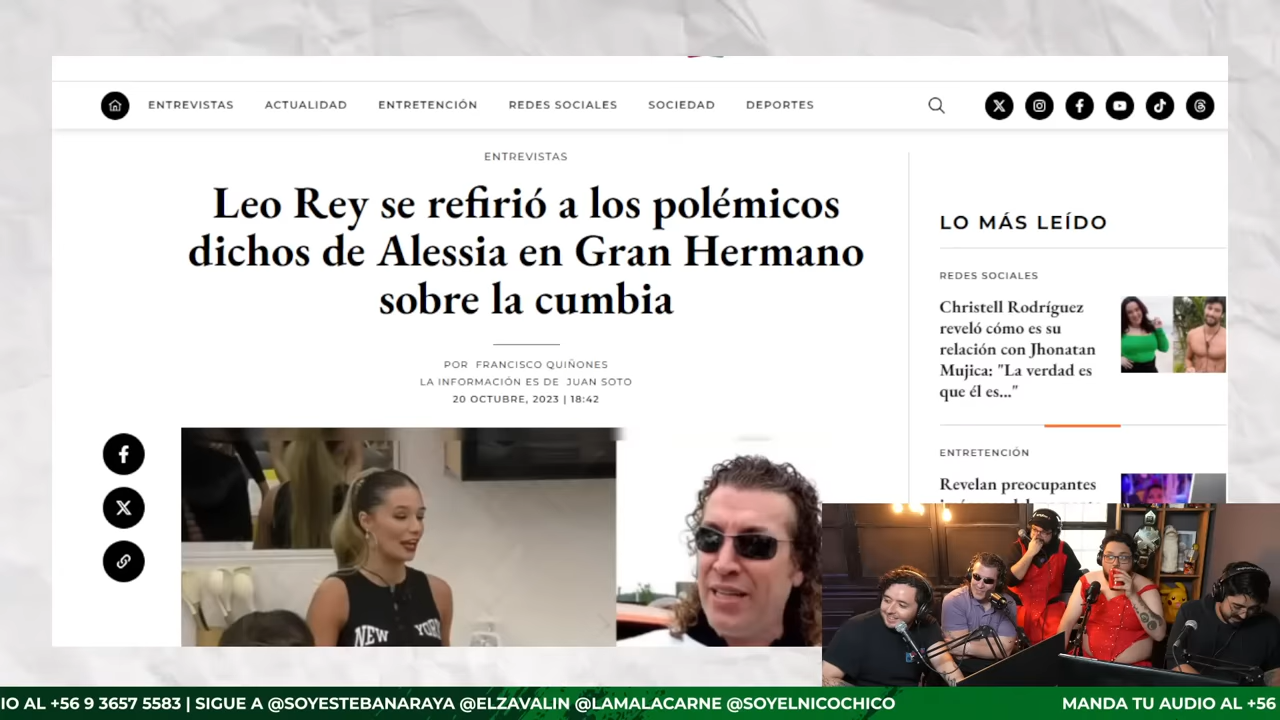 ENTREVISTAS ACTUALIDAD ENTRETENCIÓN REDES SOCIALES SOCIEDAD DEPORTES
ENTREVISTAS
Leo Rey se refirió a los polémicos
dichos de Alessia en Gran Hermano
sobre la cumbia
POR FRANCISCO QUIÑONES
LA INFORMACIÓN ES DE JUAN SOTO
20 OCTUBRE, 2023 | 18:42
NEW YORK
LO MÁS LEÍDO
REDES SOCIALES
Christell Rodríguez
reveló cómo es su
relación con Jhonatan
Mujica: "La verdad es
que él es..."
ENTRETENCIÓN
Revelan preocupantes
IO AL +56 9 3657 5583 | SIGUE A @SOYESTEBANARAYA @ELZAVALIN @LAMALACARNE @SOYELNICOCHICO MANDA TU AUDIO AL +56